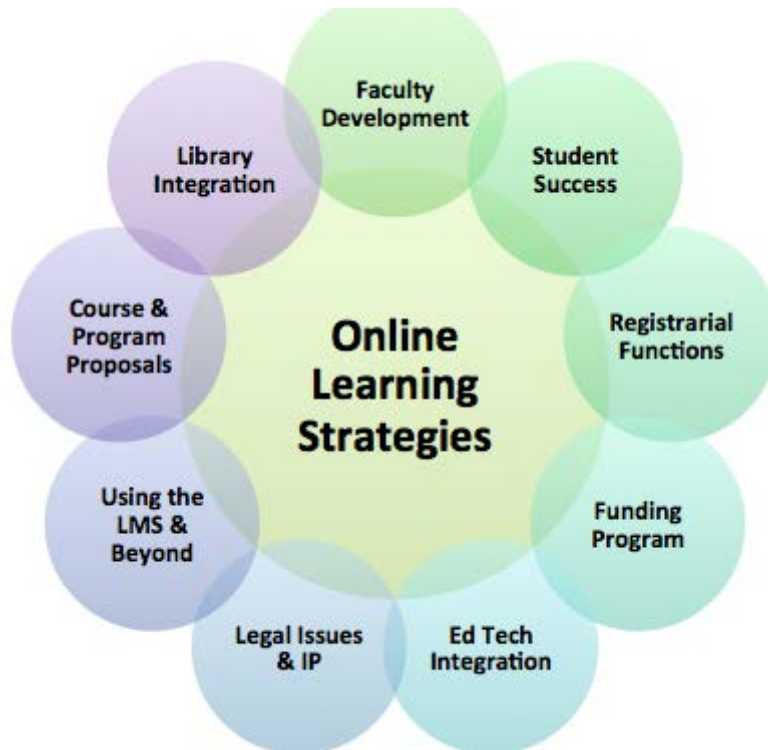 Faculty
Development
Student
Success
Registrarial
Functions
Funding
Program
Ed Tech
Integration
Legal Issues
& IP
Using the
LMS &
Beyond
Course &
Program
Proposals
Library
Integration
Online
Learning
Strategies